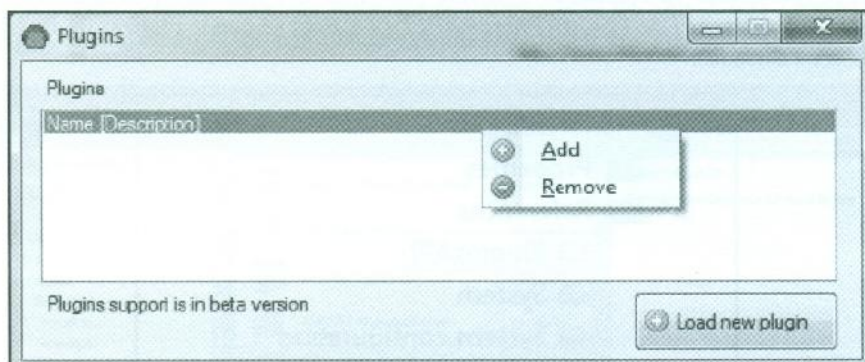 Plugins
Plugins
Name [Description]
Add
Remove
Plugins support is in beta version
Load new plugin